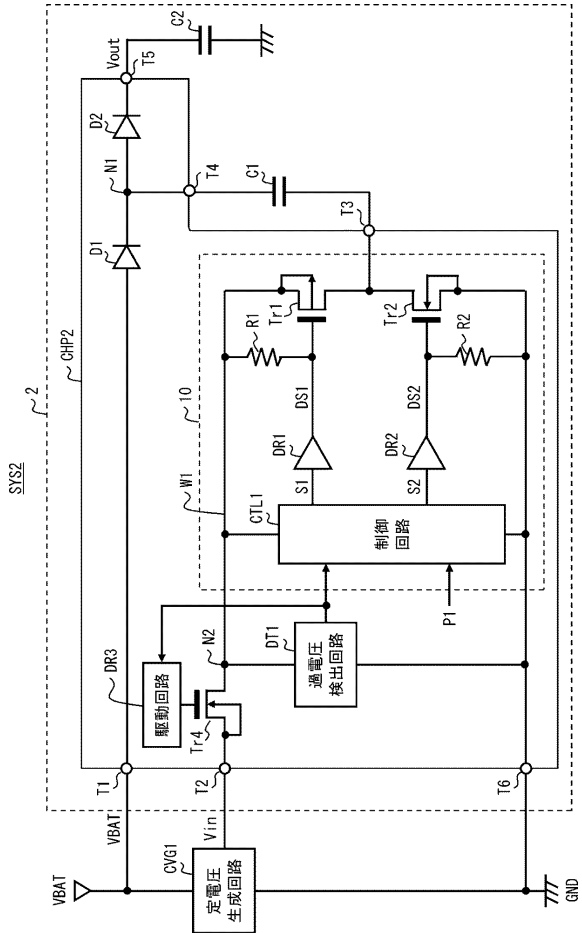 SYS2
2
CHP2
VBAT
VBAT
T1
D1
N1
D2
T5
Vout
C2
T4
C1
T3
DR3
駆動回路
N2
W1
10
Tr4
T2
Vin
CVG1
定電圧
生成回路
DT1
過電圧
検出回路
CTL1
制御
回路
P1
S1
DR1
DS1
R1
Tr1
S2
DR2
DS2
R2
Tr2
T6
GND